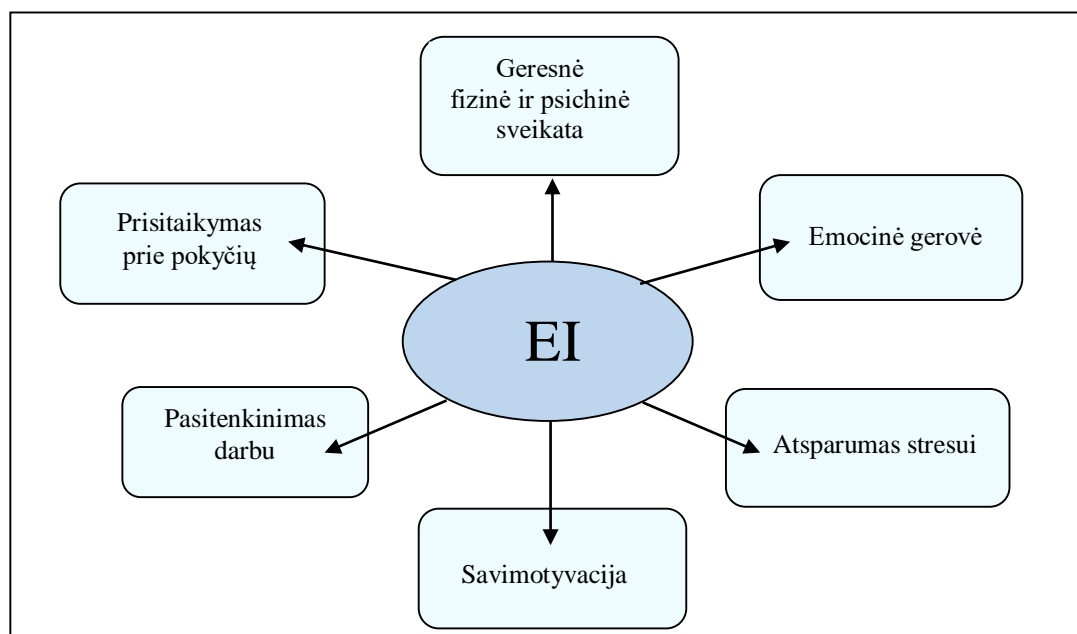 Geresnė
fizinė ir psichinė
sveikata
Prisitaikymas
prie pokyčių
Emocinė gerovė
EI
Pasitenkinimas
darbu
Atsparumas stresui
Savimotyvacija